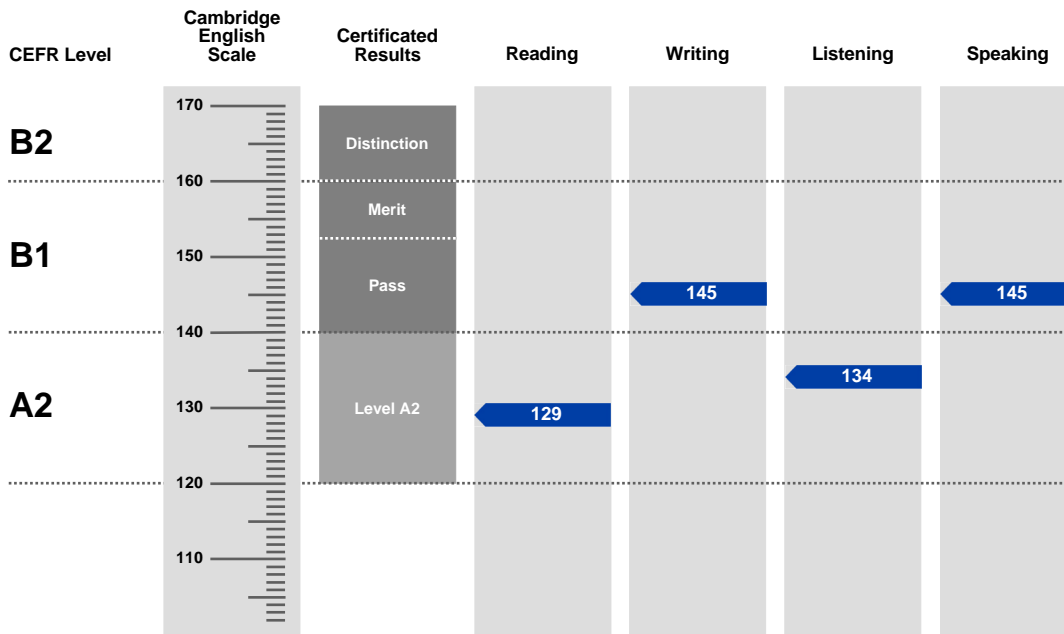 CEFR Level
Cambridge
English
Scale
Certificated
Results
Reading
Writing
Listening
Speaking
170
B2
Distinction
160
Merit
B1
150
Pass
145
145
140
134
A2
130
Level A2
129
120
110